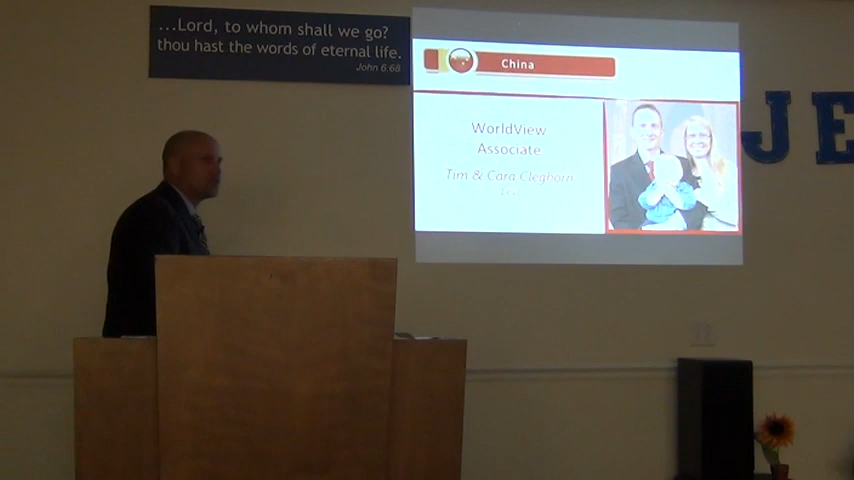 ...Lord, to whom shall we go?
thou hast the words of eternal life.
John 6:68
China
WorldView
Associate
Tim & Cara Cleghorn
JE